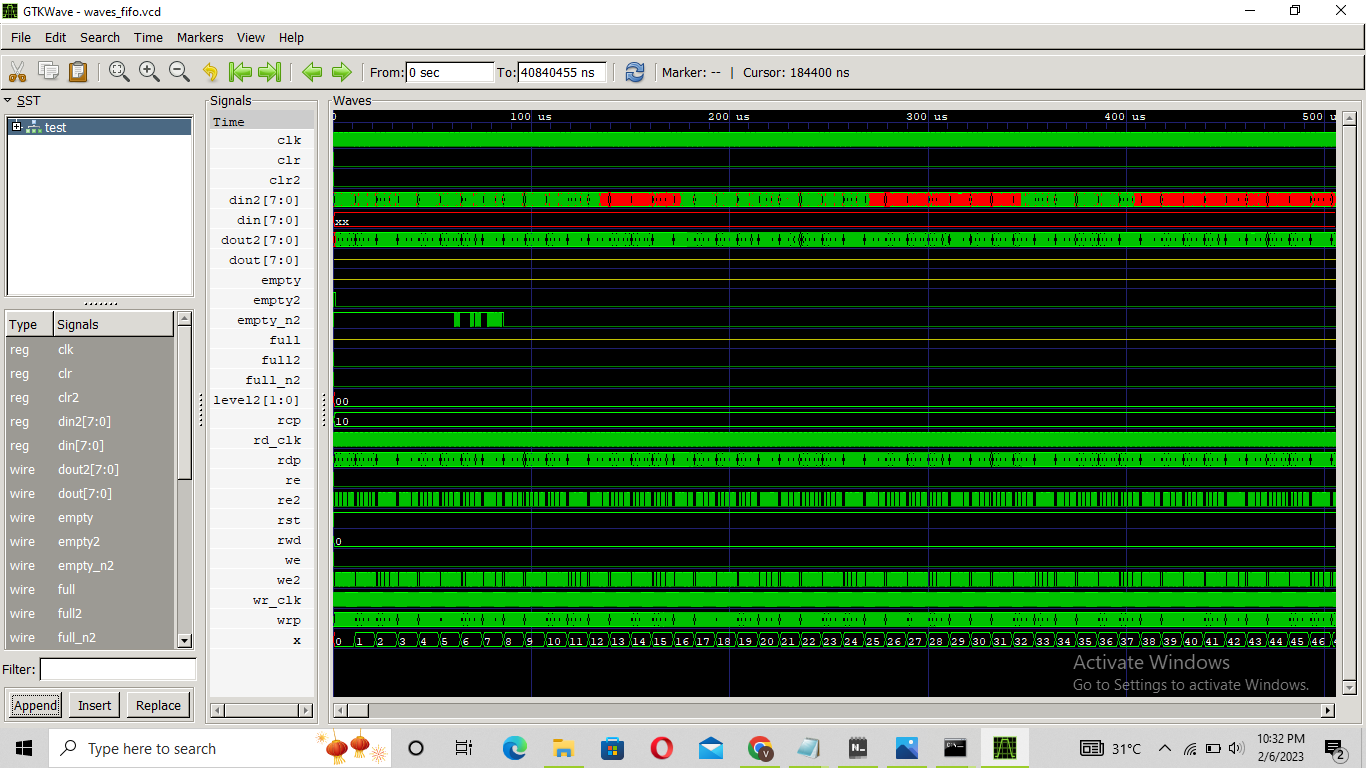 GTKWave - waves_fifo.vcd
File Edit Search Time Markers View Help
From: 0 sec To: 40840455 ns Marker: -- | Cursor: 184400 ns
SST
test
Type Signals
reg clk
reg clr
reg clr2
reg din2[7:0]
reg din[7:0]
wire dout2[7:0]
wire dout[7:0]
wire empty
wire empty2
wire empty_n2
wire full
wire full2
wire full_n2
Filter:
Append Insert Replace
Signals
Time
clk
clr
clr2
din2[7:0]
din[7:0]
dout2[7:0]
dout[7:0]
empty
empty2
empty_n2
full
full2
full_n2
level2[1:0]
rcp
rd_clk
rdp
re
re2
rst
rwd
we
we2
wr_clk
wrp
x
Waves
0 100 us 200 us 300 us 400 us 500 u
xx
00
10
0
0 1 2 3 4 5 6 7 8 9 10 11 12 13 14 15 16 17 18 19 20 21 22 23 24 25 26 27 28 29 30 31 32 33 34 35 36 37 38 39 40 41 42 43 44 45 46
Activate Windows
Go to Settings to activate Windows.
Type here to search
31°C
10:32 PM
2/6/2023
2